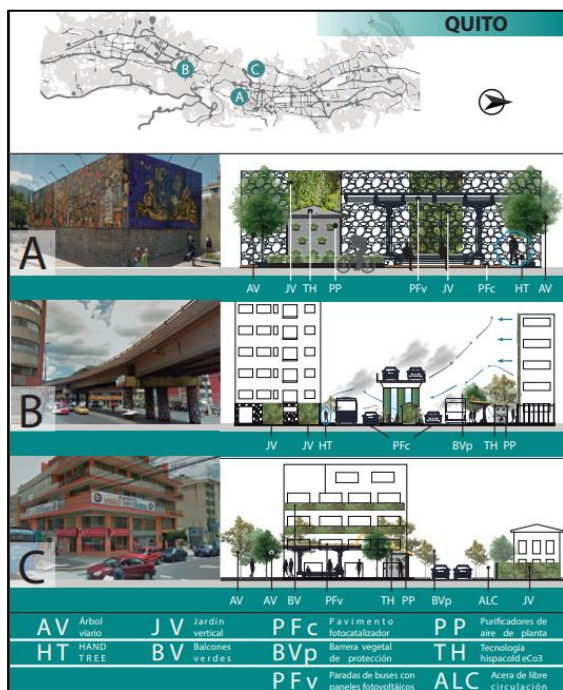 QUITO
B
C
A
A
AV JV TH PP PFv JV PFc HT AV
B
JV JV HT PFc BVp TH PP
C
AV AV BV PFv TH PP BVp ALC JV
AV Árbol viario
JV Jardín vertical
PFc Pavimento fotocatalizador
PP Purificadores de aire de planta
HT HAND TREE
BV Balcones verdes
BVp Barrera vegetal de protección
TH Tecnología hispacold eCo3
PFv Paradas de buses con paneles fotovoltáicos
ALC Acera de libre circulación